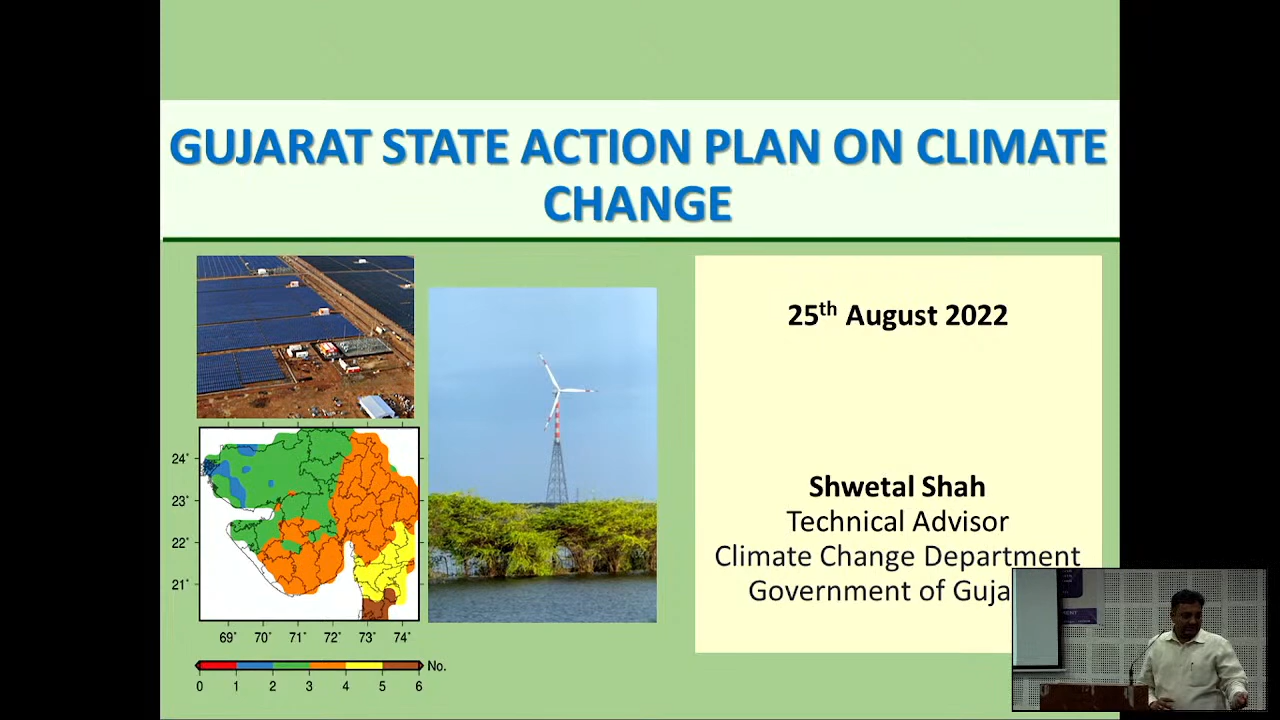 GUJARAT STATE ACTION PLAN ON CLIMATE
CHANGE
25th August 2022
Shwetal Shah
Technical Advisor
Climate Change Department
Government of Guja
24°
23°
22°
21°
69° 70° 71° 72° 73° 74°
No.
0 1 2 3 4 5 6